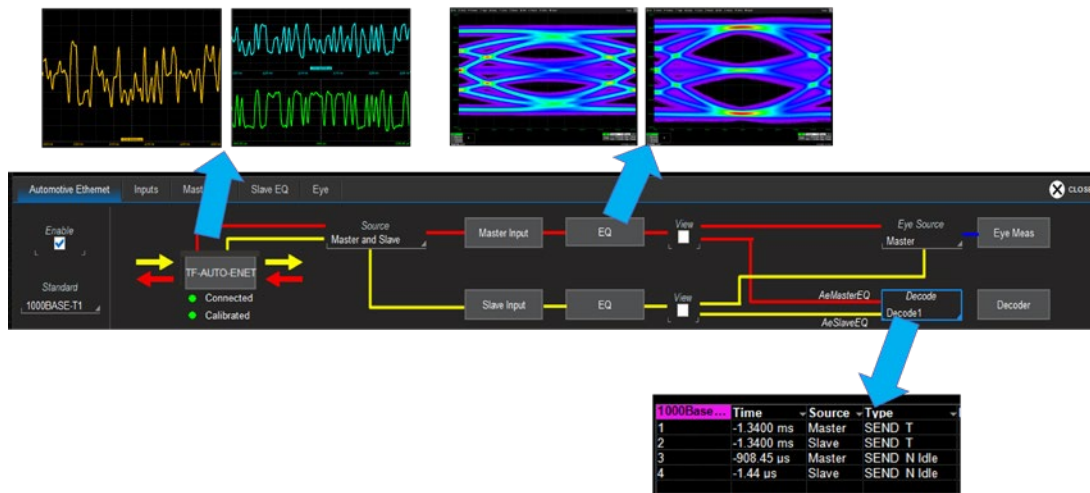 Automotive Ethernet Inputs Slave EQ Eye CLOSE
Enable
Standard
1000BASE-T1
TF-AUTO-ENET
Connected
Calibrated
Source
Master and Slave
Master Input
EQ
View
Eye Source
Master
Eye Meas
Slave Input
EQ
View
AeMasterEQ
AeSlaveEQ
Decode
Decode1
Decoder
1000Base... Time Source Type
1 -1.3400 ms Master SEND T
2 -1.3400 ms Slave SEND T
3 -908.45 µs Master SEND N Idle
4 -1.44 µs Slave SEND N Idle